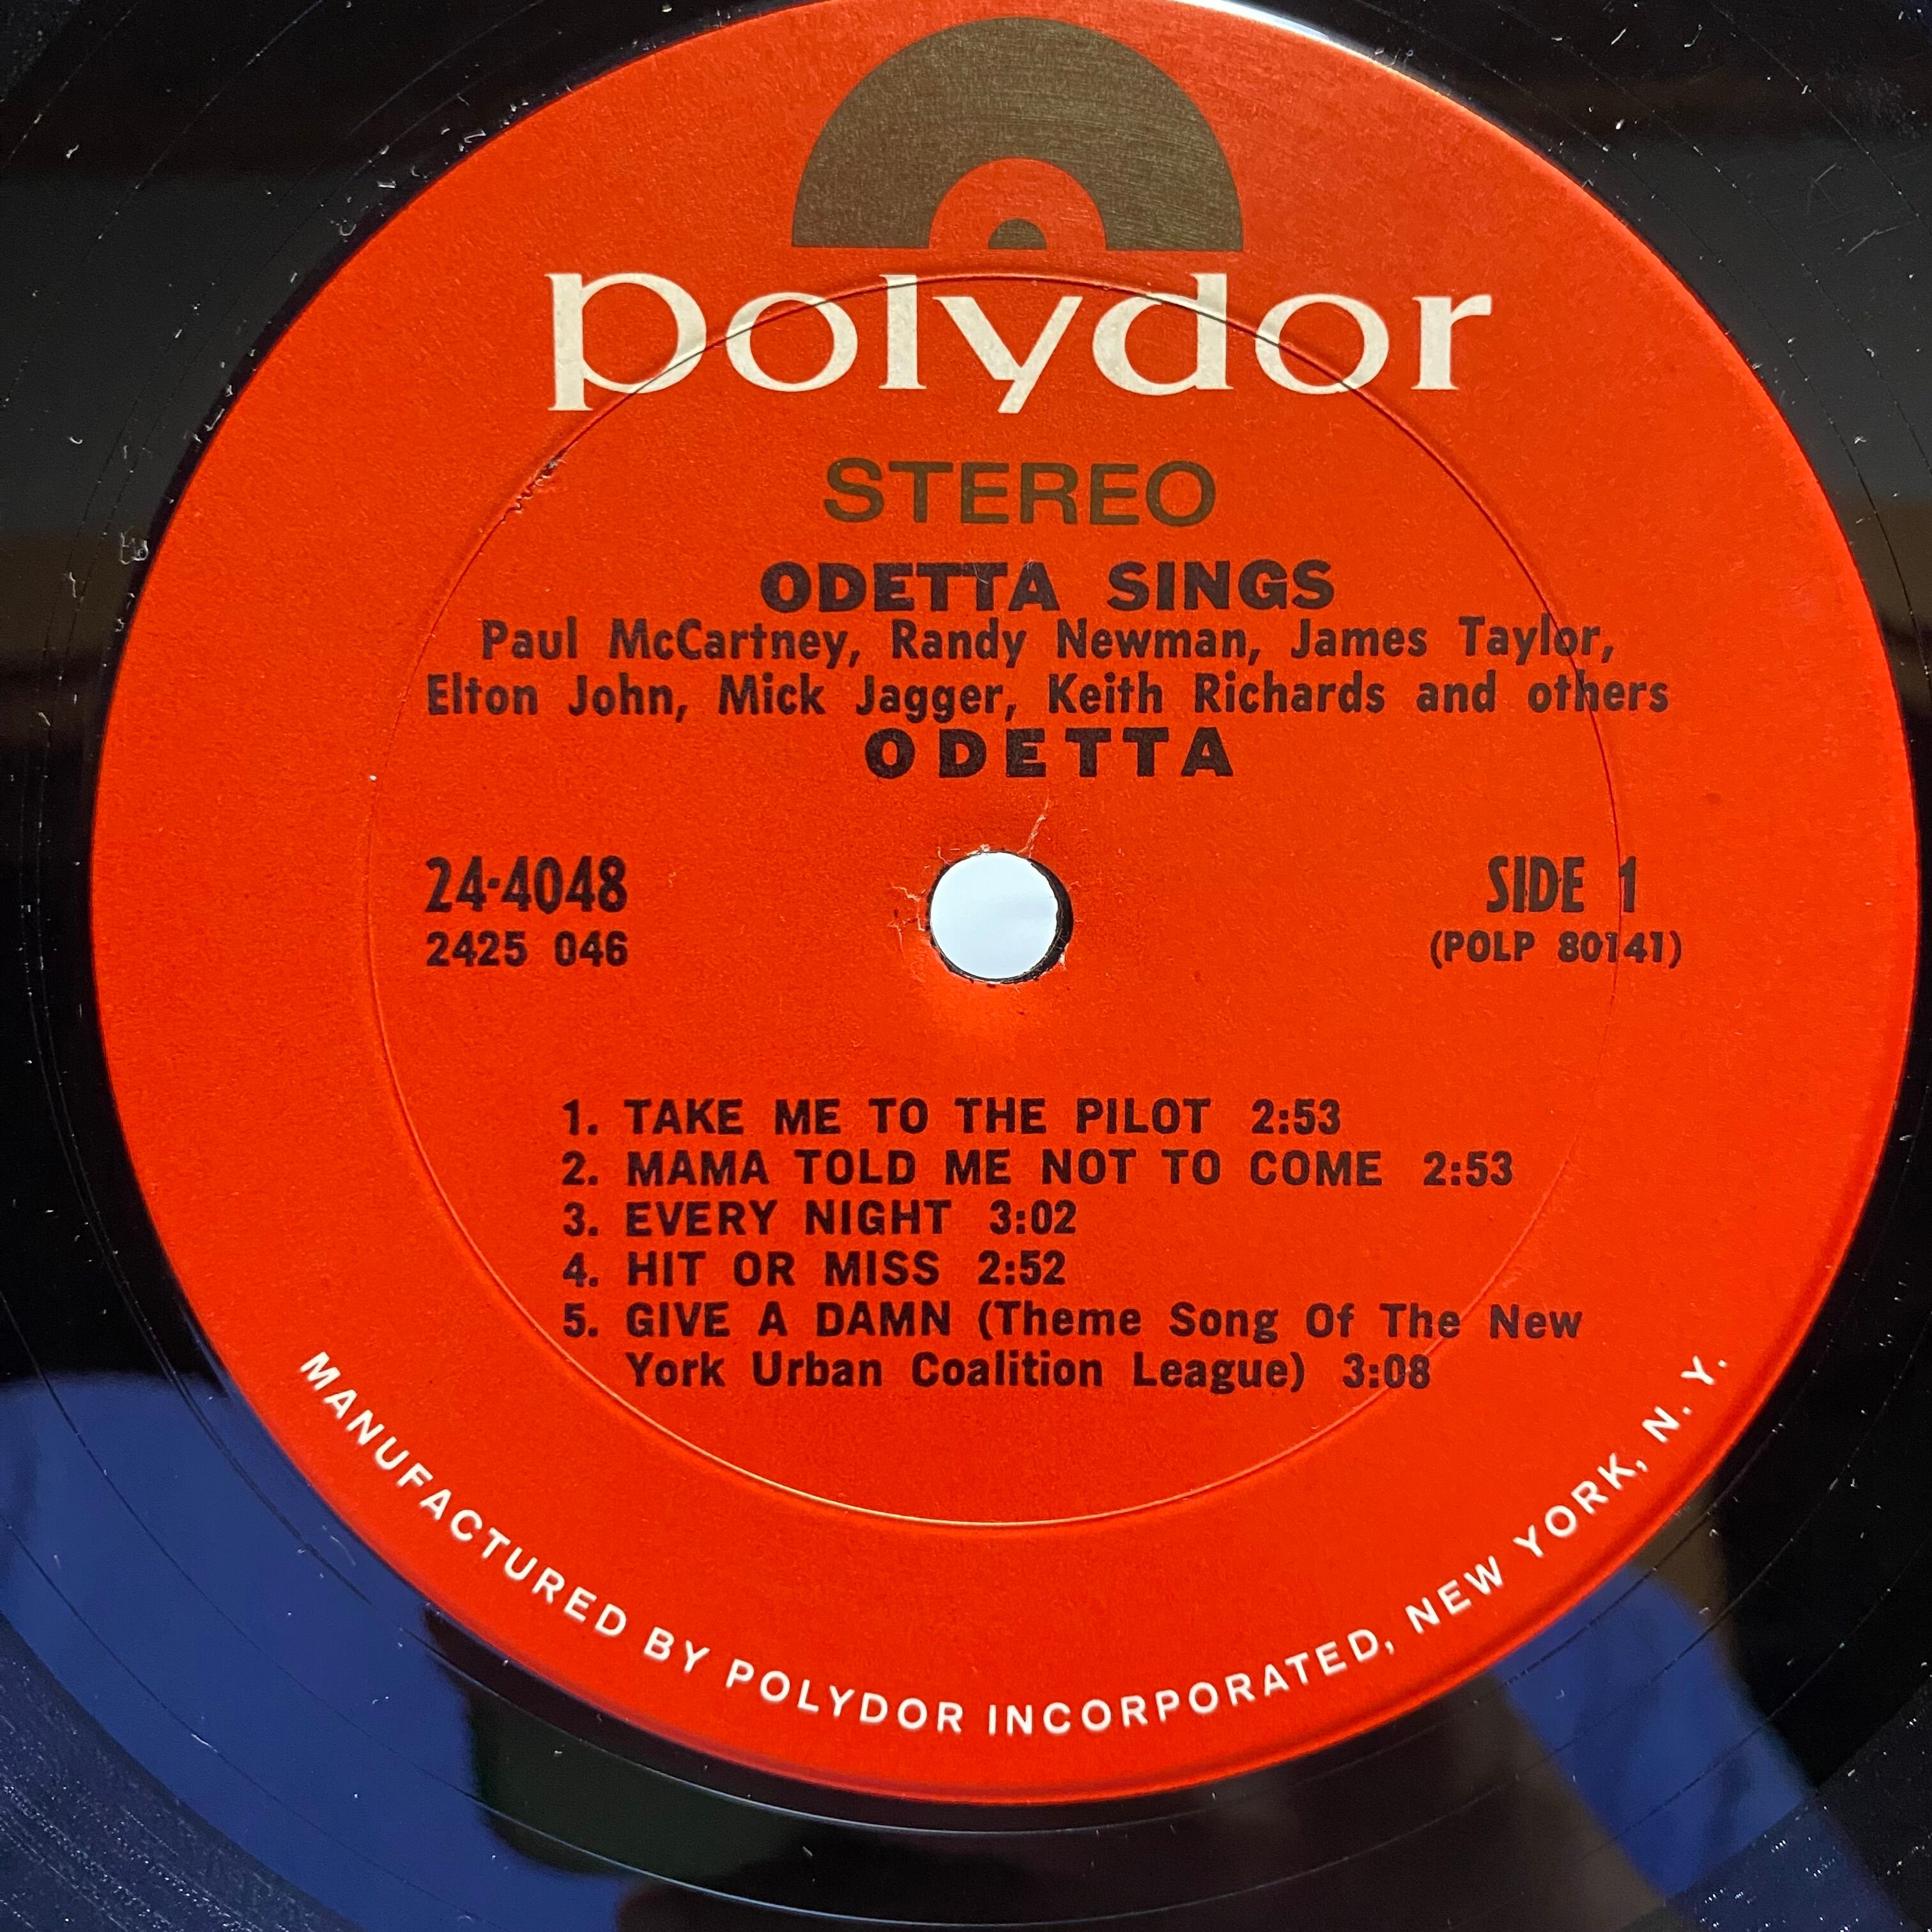 polydor
STEREO
ODETTA SINGS
Paul McCartney, Randy Newman, James Taylor,
Elton John, Mick Jagger, Keith Richards and others
ODETTA
24-4048
2425 046
SIDE 1
(POLP 80141)
1. TAKE ME TO THE PILOT 2:53
2. MAMA TOLD ME NOT TO COME 2:53
3. EVERY NIGHT 3:02
4. HIT OR MISS 2:52
5. GIVE A DAMN (Theme Song Of The New
York Urban Coalition League) 3:08
MANUFACTURED BY POLYDOR INCORPORATED, NEW YORK, N. Y.